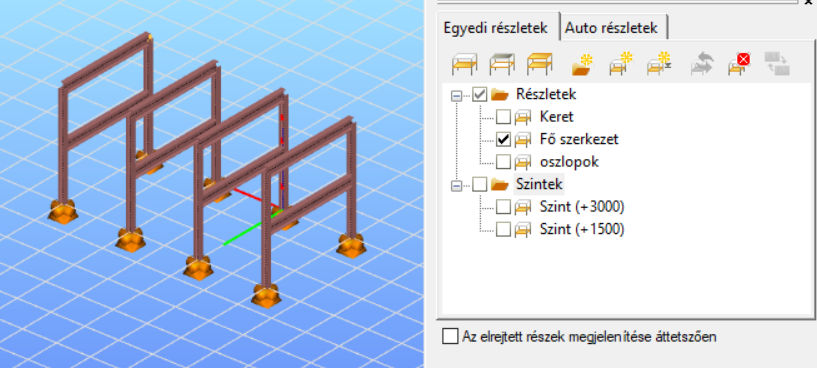 Egyedi részletek
Auto részletek
Részletek
Keret
Fő szerkezet
oszlopok
Szintek
Szint (+3000)
Szint (+1500)
Az elrejtett részek megjelenítése áttetszően